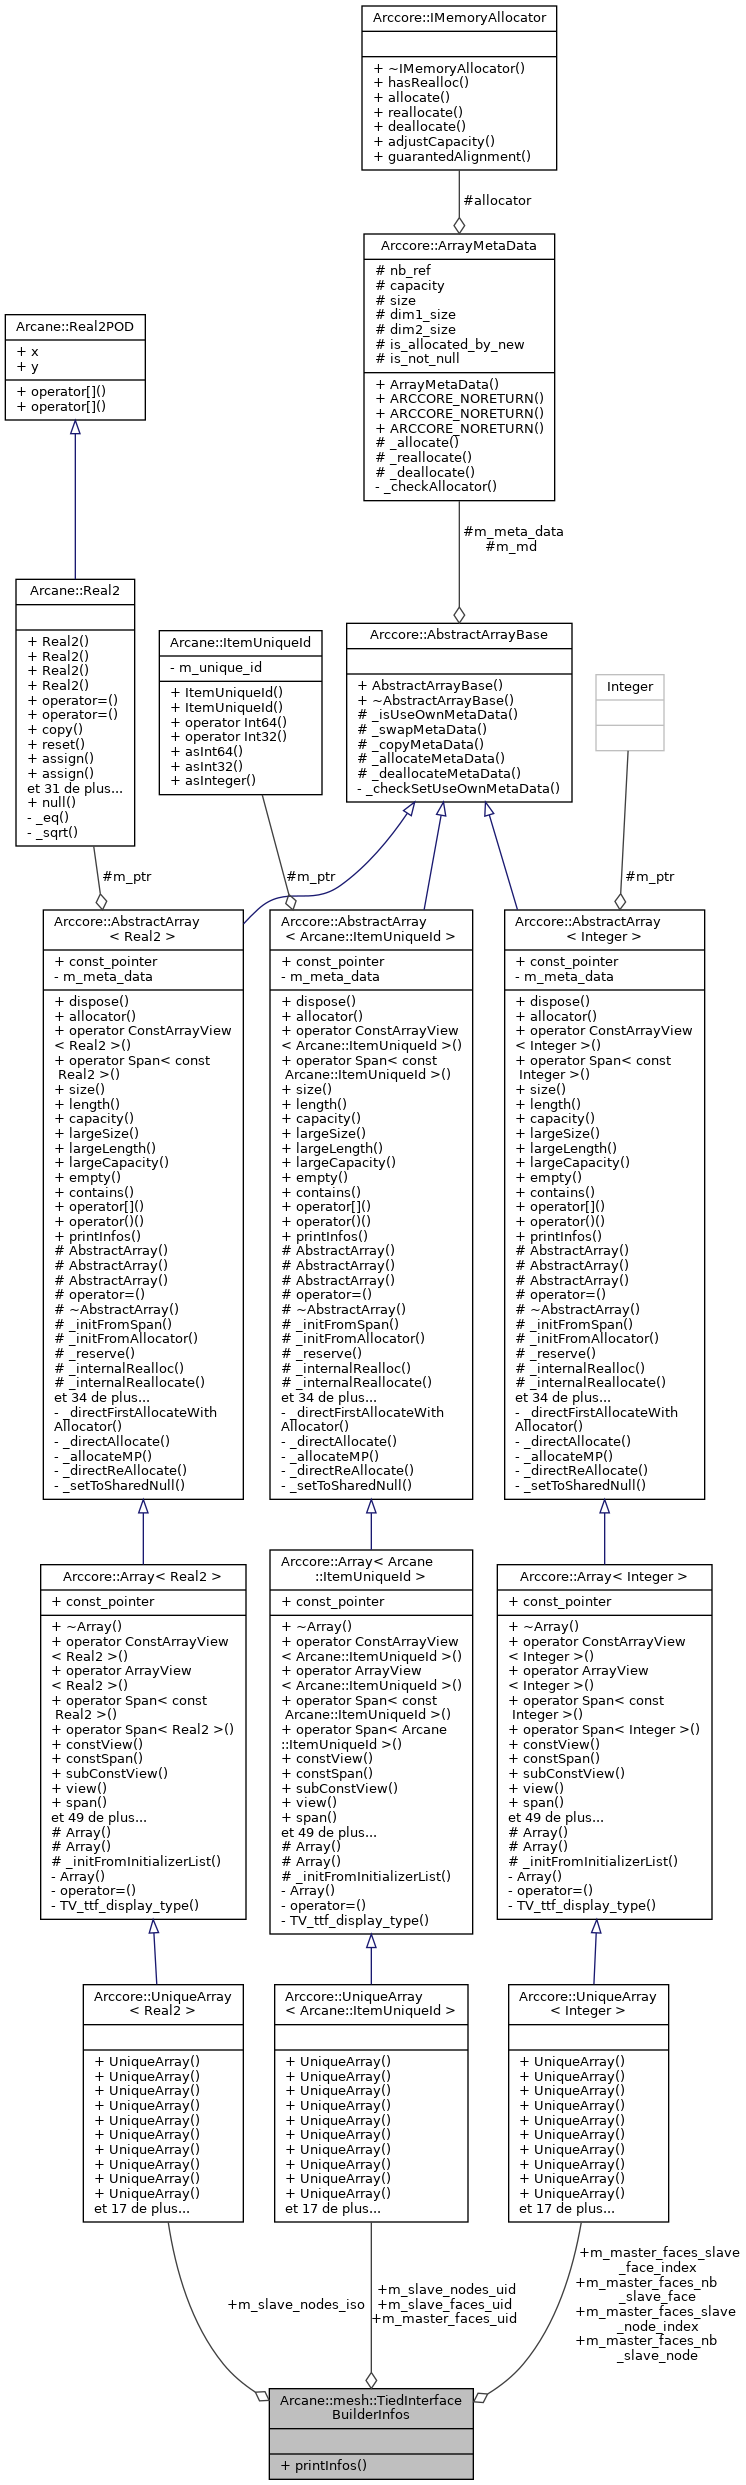 Arccore::IMemoryAllocator
+ ~IMemoryAllocator()
+ hasRealloc()
+ allocate()
+ reallocate()
+ deallocate()
+ adjustCapacity()
+ guarantedAlignment()
#allocator
Arccore::ArrayMetaData
# nb_ref
# capacity
# size
# dim1_size
# dim2_size
# is_allocated_by_new
# is_not_null
+ ArrayMetaData()
+ ARCCORE_NORETURN()
+ ARCCORE_NORETURN()
+ ARCCORE_NORETURN()
# _allocate()
# _reallocate()
# _deallocate()
- _checkAllocator()
#m_meta_data
#m_md
Arcane::Real2POD
+ x
+ y
+ operator[]()
+ operator[]()
Arcane::Real2
+ Real2()
+ Real2()
+ Real2()
+ Real2()
+ operator=()
+ operator=()
+ copy()
+ reset()
+ assign()
+ assign()
et 31 de plus...
+ null()
- _eq()
- _sqrt()
#m_ptr
Arcane::ItemUniqueId
- m_unique_id
+ ItemUniqueId()
+ ItemUniqueId()
+ operator Int64()
+ operator Int32()
+ asInt64()
+ asInt32()
+ asInteger()
#m_ptr
Arccore::AbstractArrayBase
+ AbstractArrayBase()
+ ~AbstractArrayBase()
# _isUseOwnMetaData()
# _swapMetaData()
# _copyMetaData()
# _allocateMetaData()
# _deallocateMetaData()
- _checkSetUseOwnMetaData()
Integer
#m_ptr
Arccore::AbstractArray
< Real2 >
+ const_pointer
- m_meta_data
+ dispose()
+ allocator()
+ operator ConstArrayView
< Real2 >()
+ operator Span< const
Real2 >()
+ size()
+ length()
+ capacity()
+ largeSize()
+ largeLength()
+ largeCapacity()
+ empty()
+ contains()
+ operator[]()
+ operator()()
+ printInfos()
# AbstractArray()
# AbstractArray()
# AbstractArray()
# operator=()
# ~AbstractArray()
# _initFromSpan()
# _initFromAllocator()
# _reserve()
# _internalRealloc()
# _internalReallocate()
et 34 de plus...
- _directFirstAllocateWith
Allocator()
- _directAllocate()
- _allocateMP()
- _directReAllocate()
- _setToSharedNull()
Arccore::AbstractArray
< Arcane::ItemUniqueId >
+ const_pointer
- m_meta_data
+ dispose()
+ allocator()
+ operator ConstArrayView
< Arcane::ItemUniqueId >()
+ operator Span< const
Arcane::ItemUniqueId >()
+ size()
+ length()
+ capacity()
+ largeSize()
+ largeLength()
+ largeCapacity()
+ empty()
+ contains()
+ operator[]()
+ operator()()
+ printInfos()
# AbstractArray()
# AbstractArray()
# AbstractArray()
# operator=()
# ~AbstractArray()
# _initFromSpan()
# _initFromAllocator()
# _reserve()
# _internalRealloc()
# _internalReallocate()
et 34 de plus...
- _directFirstAllocateWith
Allocator()
- _directAllocate()
- _allocateMP()
- _directReAllocate()
- _setToSharedNull()
Arccore::AbstractArray
< Integer >
+ const_pointer
- m_meta_data
+ dispose()
+ allocator()
+ operator ConstArrayView
< Integer >()
+ operator Span< const
Integer >()
+ size()
+ length()
+ capacity()
+ largeSize()
+ largeLength()
+ largeCapacity()
+ empty()
+ contains()
+ operator[]()
+ operator()()
+ printInfos()
# AbstractArray()
# AbstractArray()
# AbstractArray()
# operator=()
# ~AbstractArray()
# _initFromSpan()
# _initFromAllocator()
# _reserve()
# _internalRealloc()
# _internalReallocate()
et 34 de plus...
- _directFirstAllocateWith
Allocator()
- _directAllocate()
- _allocateMP()
- _directReAllocate()
- _setToSharedNull()
Arccore::Array< Real2 >
+ const_pointer
+ ~Array()
+ operator ConstArrayView
< Real2 >()
+ operator ArrayView
< Real2 >()
+ operator Span< const
Real2 >()
+ operator Span< Real2 >()
+ constView()
+ constSpan()
+ subConstView()
+ view()
+ span()
et 49 de plus...
# Array()
# Array()
# _initFromInitializerList()
- Array()
- operator=()
- TV_ttf_display_type()
Arccore::Array< Arcane
::ItemUniqueId >
+ const_pointer
+ ~Array()
+ operator ConstArrayView
< Arcane::ItemUniqueId >()
+ operator ArrayView
< Arcane::ItemUniqueId >()
+ operator Span< const
Arcane::ItemUniqueId >()
+ operator Span< Arcane
::ItemUniqueId >()
+ constView()
+ constSpan()
+ subConstView()
+ view()
+ span()
et 49 de plus...
# Array()
# Array()
# _initFromInitializerList()
- Array()
- operator=()
- TV_ttf_display_type()
Arccore::Array< Integer >
+ const_pointer
+ ~Array()
+ operator ConstArrayView
< Integer >()
+ operator ArrayView
< Integer >()
+ operator Span< const
Integer >()
+ operator Span< Integer >()
+ constView()
+ constSpan()
+ subConstView()
+ view()
+ span()
et 49 de plus...
# Array()
# Array()
# _initFromInitializerList()
- Array()
- operator=()
- TV_ttf_display_type()
Arccore::UniqueArray
< Real2 >
+ UniqueArray()
+ UniqueArray()
+ UniqueArray()
+ UniqueArray()
+ UniqueArray()
+ UniqueArray()
+ UniqueArray()
+ UniqueArray()
+ UniqueArray()
+ UniqueArray()
et 17 de plus...
Arccore::UniqueArray
< Arcane::ItemUniqueId >
+ UniqueArray()
+ UniqueArray()
+ UniqueArray()
+ UniqueArray()
+ UniqueArray()
+ UniqueArray()
+ UniqueArray()
+ UniqueArray()
+ UniqueArray()
+ UniqueArray()
et 17 de plus...
Arccore::UniqueArray
< Integer >
+ UniqueArray()
+ UniqueArray()
+ UniqueArray()
+ UniqueArray()
+ UniqueArray()
+ UniqueArray()
+ UniqueArray()
+ UniqueArray()
+ UniqueArray()
+ UniqueArray()
et 17 de plus...
+m_slave_nodes_iso
+m_slave_nodes_uid
+m_slave_faces_uid
+m_master_faces_uid
+m_master_faces_slave
_face_index
+m_master_faces_nb
_slave_face
+m_master_faces_slave
_node_index
+m_master_faces_nb
_slave_node
Arcane::mesh::TiedInterface
BuilderInfos
+ printInfos()